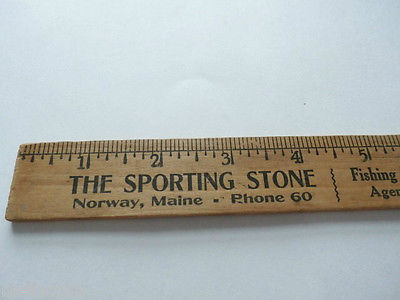 1 2 3 4 5
THE SPORTING STONE
Norway, Maine - Phone 60
Fishing
Agen